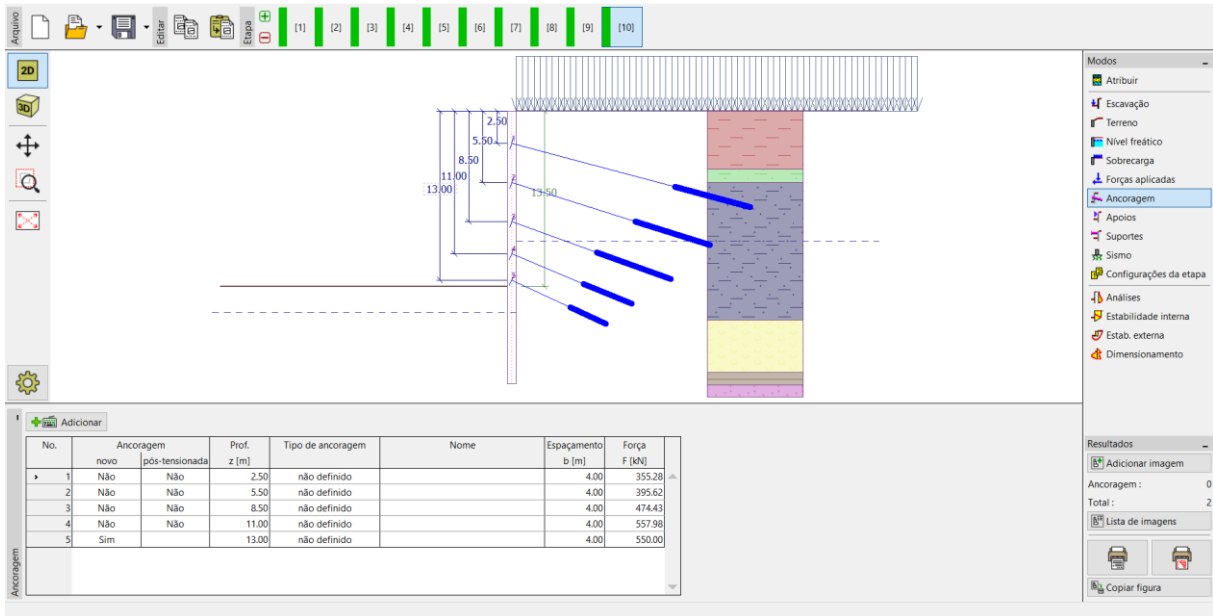 Arquivo
Editar
Etapa
[1] [2] [3] [4] [5] [6] [7] [8] [9] [10]
2D
3D
2.50
5.50
8.50
11.00
13.00
13.50
1
2
3
4
5
Modos
Atribuir
Escavação
Terreno
Nível freático
Sobrecarga
Forças aplicadas
Ancoragem
Apoios
Suportes
Sismo
Configurações da etapa
Análises
Estabilidade interna
Estab. externa
Dimensionamento
Adicionar
No. Ancoragem Prof. Tipo de ancoragem Nome Espaçamento Força
novo pós-tensionada z [m] b [m] F [kN]
1 Não Não 2.50 não definido 4.00 355.28
2 Não Não 5.50 não definido 4.00 395.62
3 Não Não 8.50 não definido 4.00 474.43
4 Não Não 11.00 não definido 4.00 557.98
5 Sim 13.00 não definido 4.00 550.00
Ancoragem
Resultados
Adicionar imagem
Ancoragem : 0
Total : 2
Lista de imagens
Copiar figura